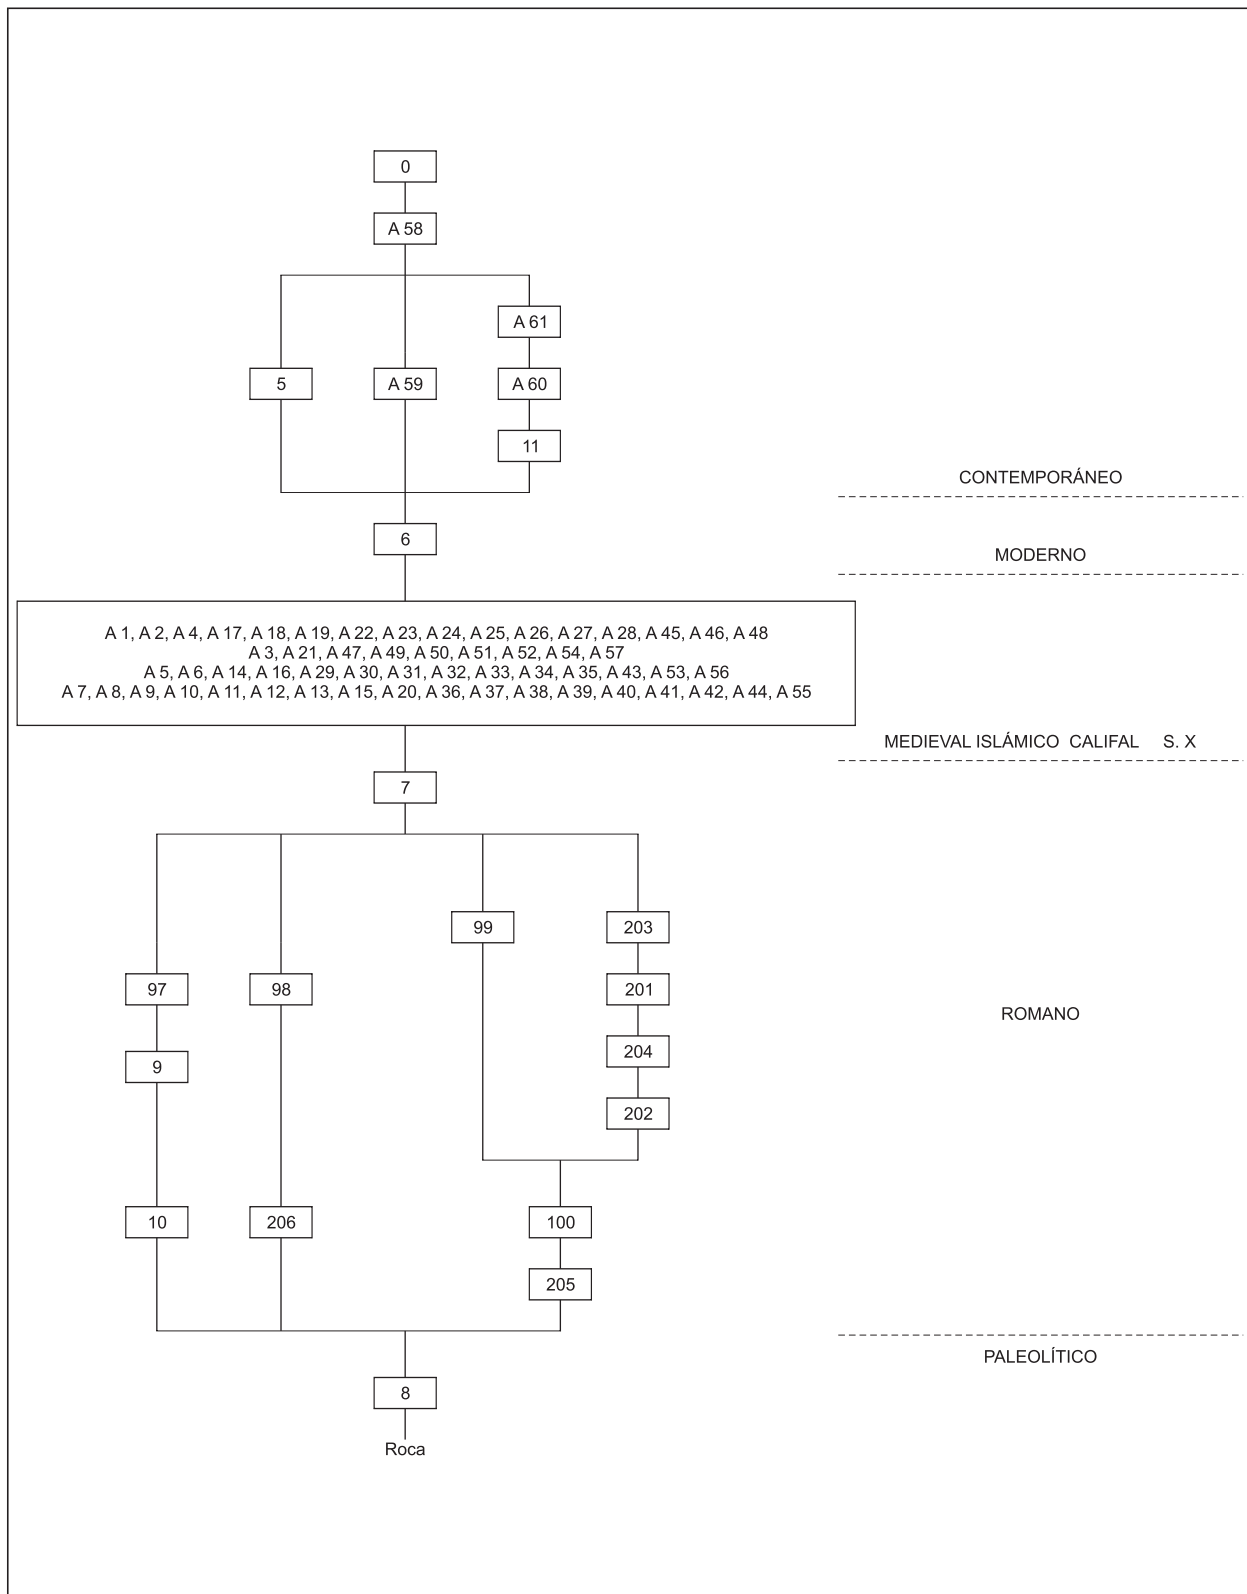 0
A 58
A 61
5
A 59
A 60
11
CONTEMPORÁNEO
6
MODERNO
A 1, A 2, A 4, A 17, A 18, A 19, A 22, A 23, A 24, A 25, A 26, A 27, A 28, A 45, A 46, A 48
A 3, A 21, A 47, A 49, A 50, A 51, A 52, A 54, A 57
A 5, A 6, A 14, A 16, A 29, A 30, A 31, A 32, A 33, A 34, A 35, A 43, A 53, A 56
A 7, A 8, A 9, A 10, A 11, A 12, A 13, A 15, A 20, A 36, A 37, A 38, A 39, A 40, A 41, A 42, A 44, A 55
MEDIEVAL ISLÁMICO CALIFAL S. X
7
99
203
97
98
201
ROMANO
204
9
202
10
206
100
205
PALEOLÍTICO
8
Roca